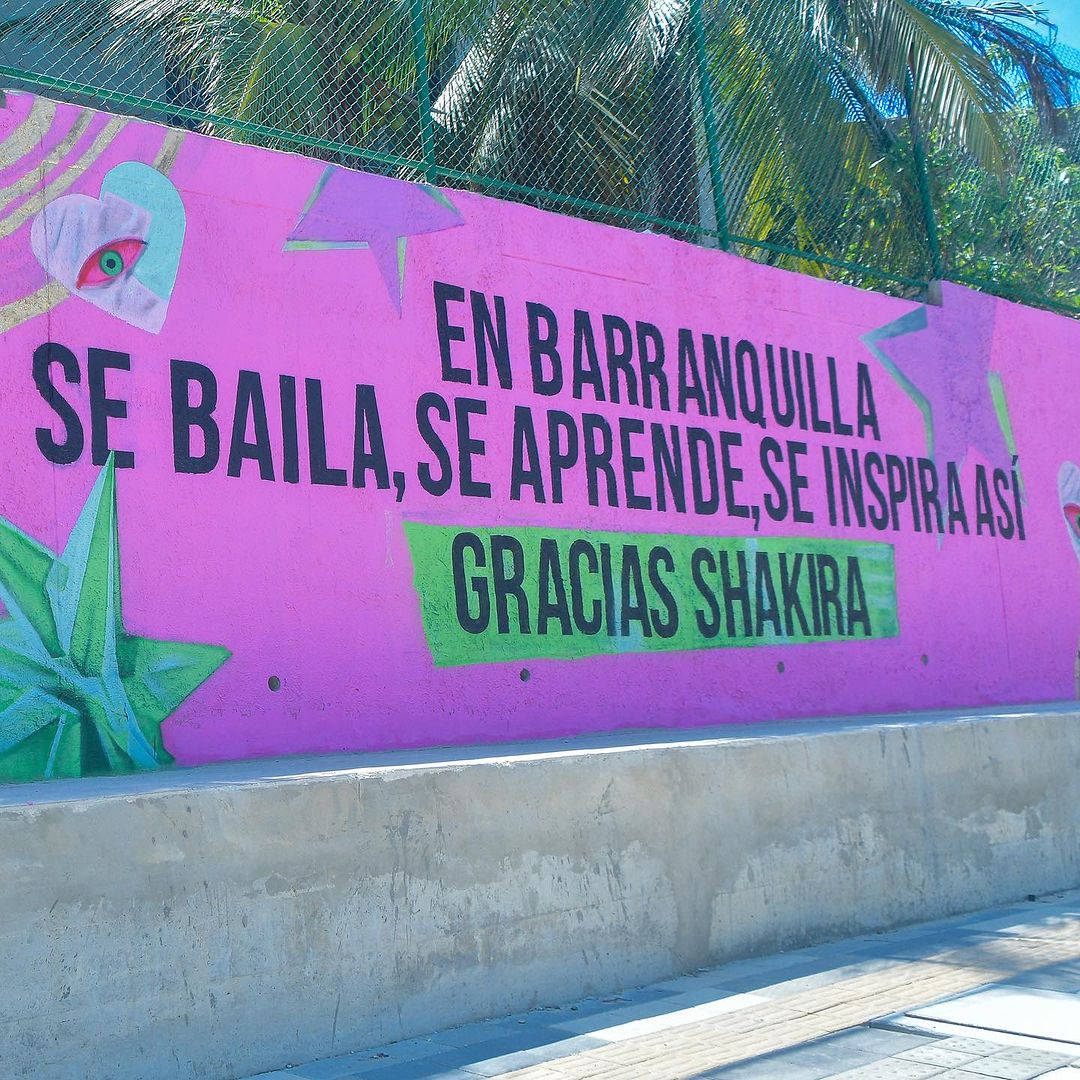 EN BARRANQUILLA
SE BAILA, SE APRENDE, SE INSPIRA ASÍ
GRACIAS SHAKIRA